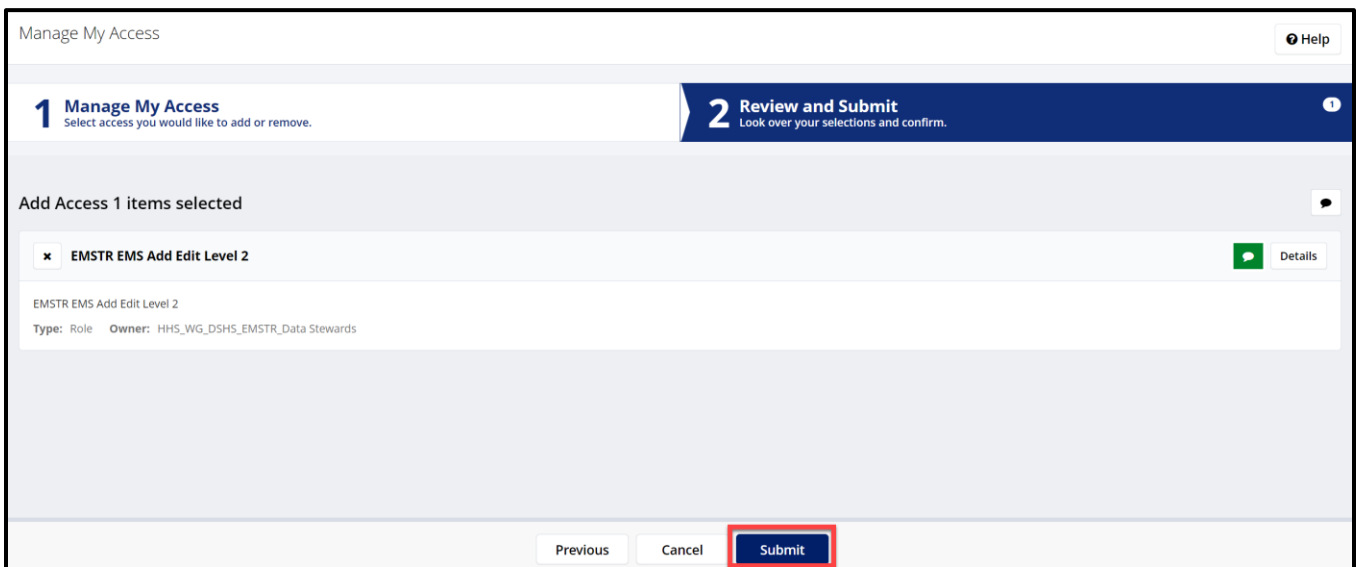 Manage My Access
Help
1 Manage My Access
Select access you would like to add or remove.
2 Review and Submit
Look over your selections and confirm.
1
Add Access 1 items selected
EMSTR EMS Add Edit Level 2
Details
EMSTR EMS Add Edit Level 2
Type: Role Owner: HHS_WG_DSHS_EMSTR_Data Stewards
Previous Cancel Submit